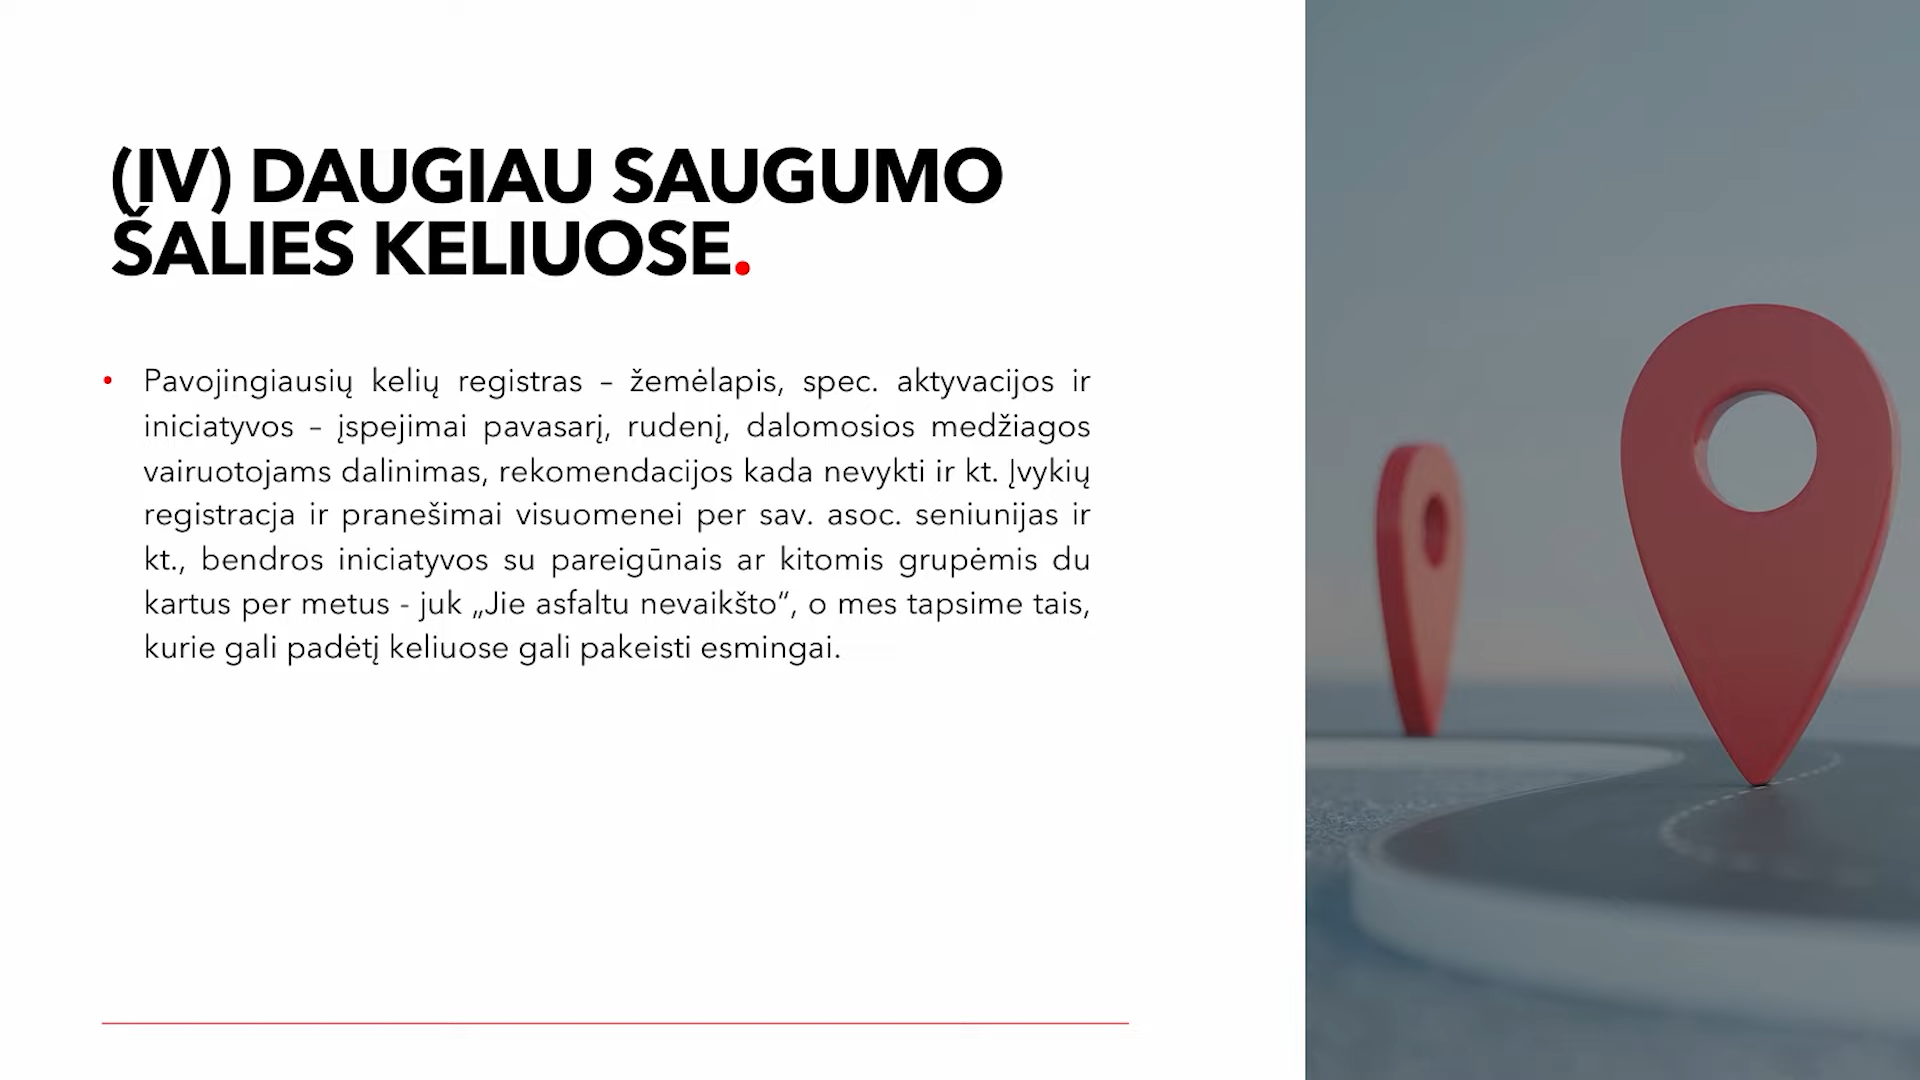 (IV) DAUGIAU SAUGUMO
ŠALIES KELIUOSE.
• Pavojingiausių kelių registras – žemėlapis, spec. aktyvacijos ir
iniciatyvos – įspejimai pavasarį, rudenį, dalomosios medžiagos
vairuotojams dalinimas, rekomendacijos kada nevykti ir kt. Įvykių
registracja ir pranešimai visuomenei per sav. asoc. seniunijas ir
kt., bendros iniciatyvos su pareigūnais ar kitomis grupėmis du
kartus per metus - juk „Jie asfaltu nevaikšto“, o mes tapsime tais,
kurie gali padėtį keliuose gali pakeisti esmingai.